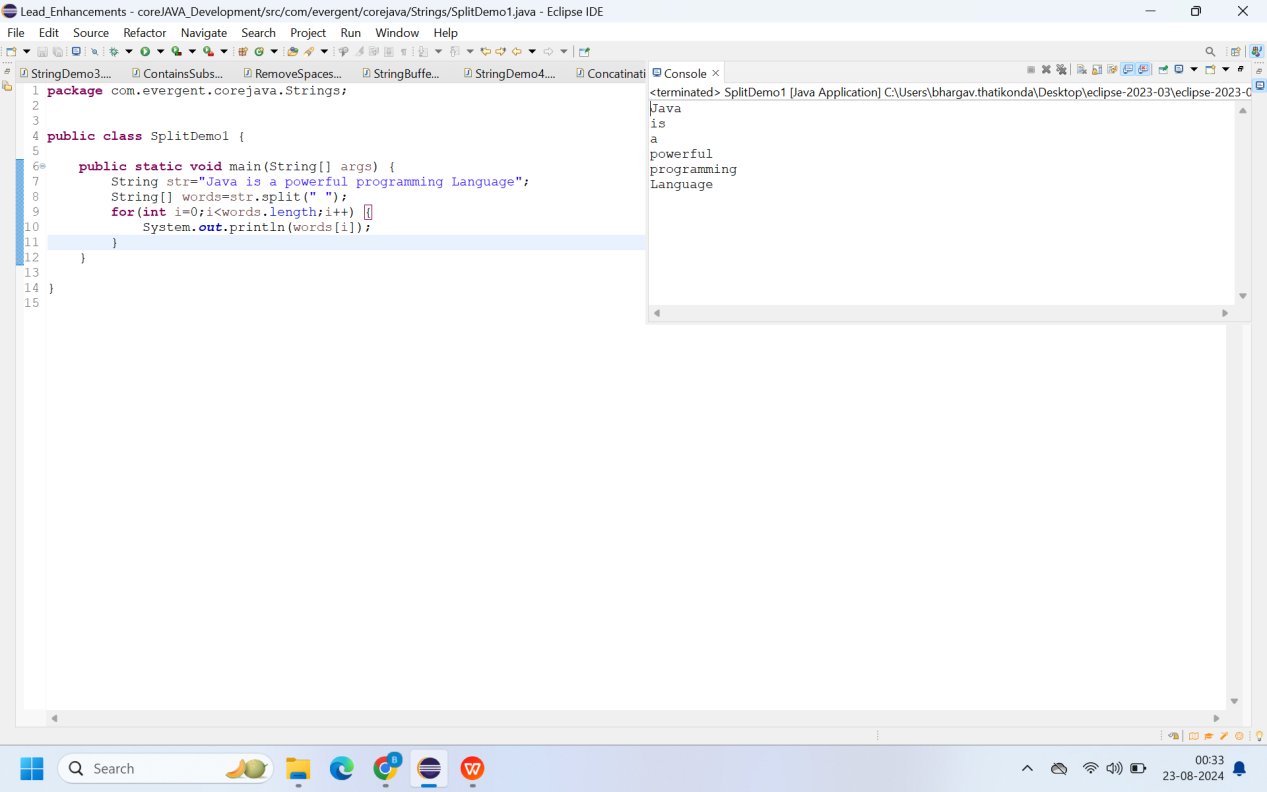 Lead_Enhancements - coreJAVA_Development/src/com/evergent/corejava/Strings/SplitDemo1.java - Eclipse IDE
File Edit Source Refactor Navigate Search Project Run Window Help
StringDemo3.... ContainsSubs... RemoveSpaces... StringBuffe... StringDemo4.... Concatinati
1 package com.evergent.corejava.Strings;
2
3
4 public class SplitDemo1 {
5
6 public static void main(String[] args) {
7 String str="Java is a powerful programming Language";
8 String[] words=str.split(" ");
9 for(int i=0;i<words.length;i++) {
10 System.out.println(words[i]);
11 }
12 }
13
14 }
15
Console
<terminated> SplitDemo1 [Java Application] C:\Users\bhargav.thatikonda\Desktop\eclipse-2023-03\eclipse-2023-0
Java
is
a
powerful
programming
Language
Search
B
W
00:33
23-08-2024